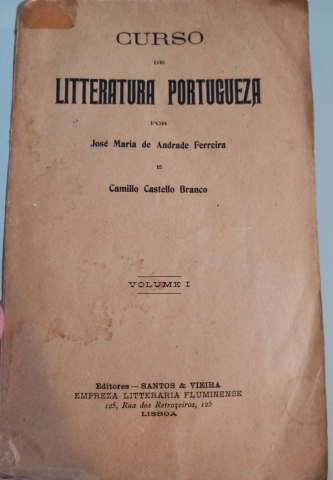 CURSO
DE
LITTERATURA PORTUGUEZA
POR
José Maria de Andrade Ferreira
E
Camillo Castello Branco
VOLUME I
Editores — SANTOS & VIEIRA
EMPREZA LITTERARIA FLUMINENSE
125, Rua dos Retrozeiros, 125
LISBOA